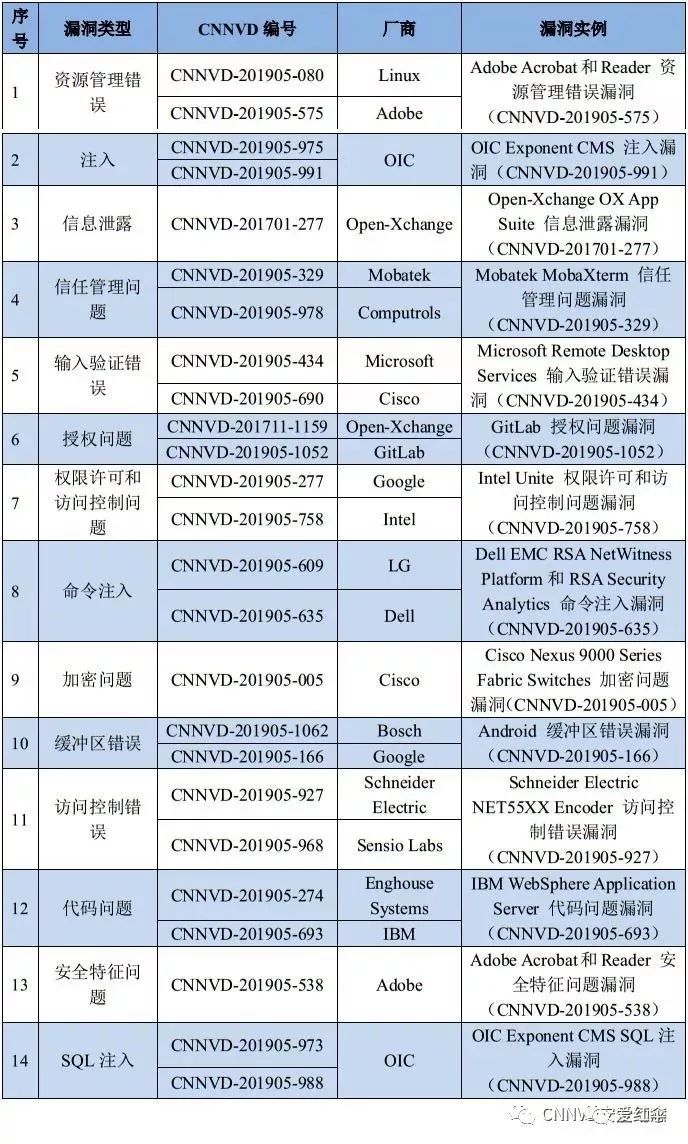 序号 漏洞类型 CNNVD 编号 厂商 漏洞实例
1 资源管理错误 CNNVD-201905-080 Linux Adobe Acrobat 和 Reader 资源管理错误漏洞（CNNVD-201905-575）
CNNVD-201905-575 Adobe
2 注入 CNNVD-201905-975 OIC OIC Exponent CMS 注入漏洞（CNNVD-201905-991）
CNNVD-201905-991
3 信息泄露 CNNVD-201701-277 Open-Xchange Open-Xchange OX App Suite 信息泄露漏洞（CNNVD-201701-277）
4 信任管理问题 CNNVD-201905-329 Mobatek Mobatek MobaXterm 信任管理问题漏洞（CNNVD-201905-329）
CNNVD-201905-978 Computrols
5 输入验证错误 CNNVD-201905-434 Microsoft Microsoft Remote Desktop Services 输入验证错误漏洞（CNNVD-201905-434）
CNNVD-201905-690 Cisco
6 授权问题 CNNVD-201711-1159 Open-Xchange GitLab 授权问题漏洞（CNNVD-201905-1052）
CNNVD-201905-1052 GitLab
7 权限许可和访问控制问题 CNNVD-201905-277 Google Intel Unite 权限许可和访问控制问题漏洞（CNNVD-201905-758）
CNNVD-201905-758 Intel
8 命令注入 CNNVD-201905-609 LG Dell EMC RSA NetWitness Platform 和 RSA Security Analytics 命令注入漏洞（CNNVD-201905-635）
CNNVD-201905-635 Dell
9 加密问题 CNNVD-201905-005 Cisco Cisco Nexus 9000 Series Fabric Switches 加密问题漏洞(CNNVD-201905-005）
10 缓冲区错误 CNNVD-201905-1062 Bosch Android 缓冲区错误漏洞（CNNVD-201905-166）
CNNVD-201905-166 Google
11 访问控制错误 CNNVD-201905-927 Schneider Electric Schneider Electric NET55XX Encoder 访问控制错误漏洞（CNNVD-201905-927）
CNNVD-201905-968 Sensio Labs
12 代码问题 CNNVD-201905-274 Enghouse Systems IBM WebSphere Application Server 代码问题漏洞（CNNVD-201905-693）
CNNVD-201905-693 IBM
13 安全特征问题 CNNVD-201905-538 Adobe Adobe Acrobat 和 Reader 安全特征问题漏洞（CNNVD-201905-538）
14 SQL 注入 CNNVD-201905-973 OIC OIC Exponent CMS SQL 注入漏洞（CNNVD-201905-988）
CNNVD-201905-988